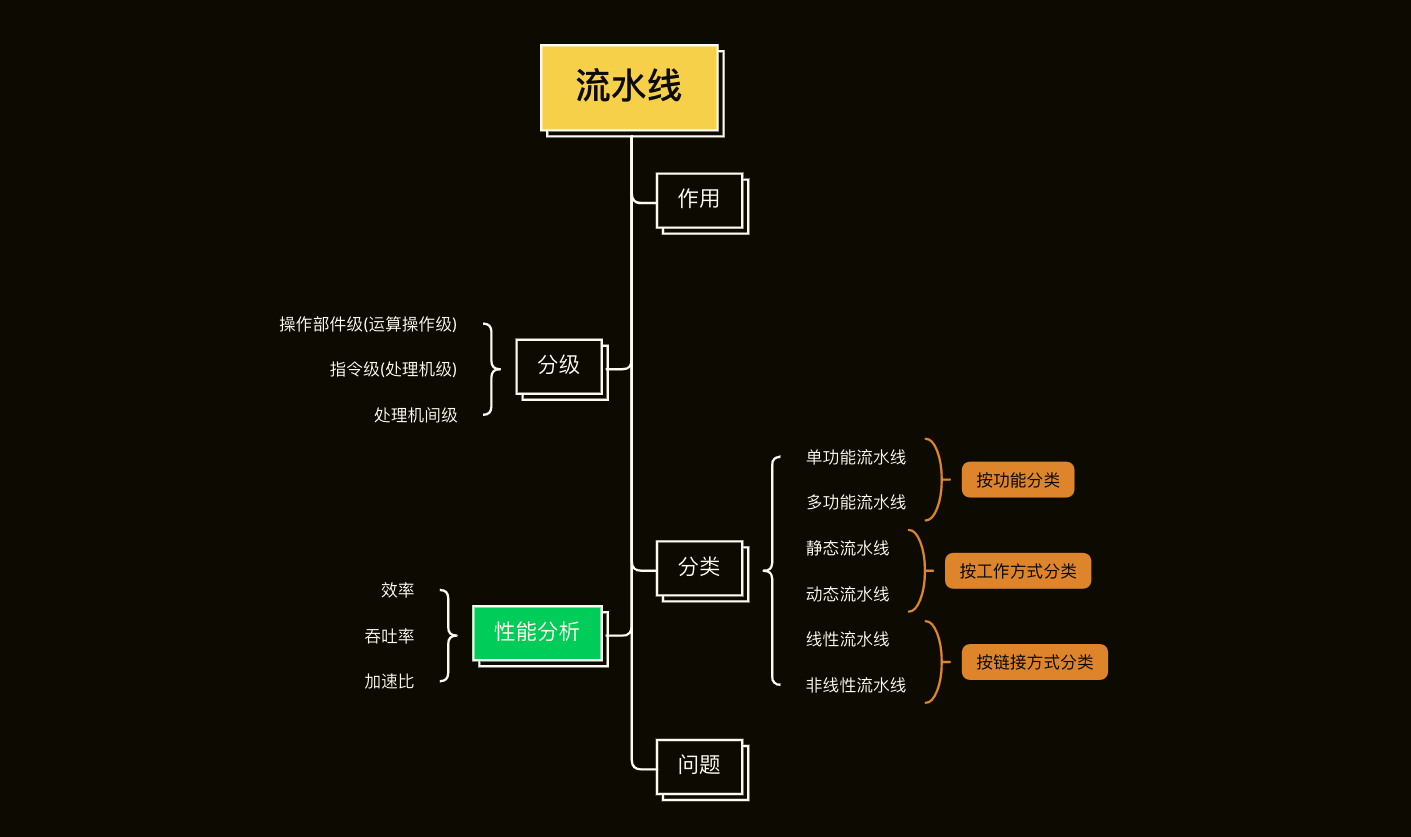 流水线
作用
分级
操作部件级(运算操作级)
指令级(处理机级)
处理机间级
分类
单功能流水线
多功能流水线
按功能分类
静态流水线
动态流水线
按工作方式分类
线性流水线
非线性流水线
按链接方式分类
性能分析
效率
吞吐率
加速比
问题